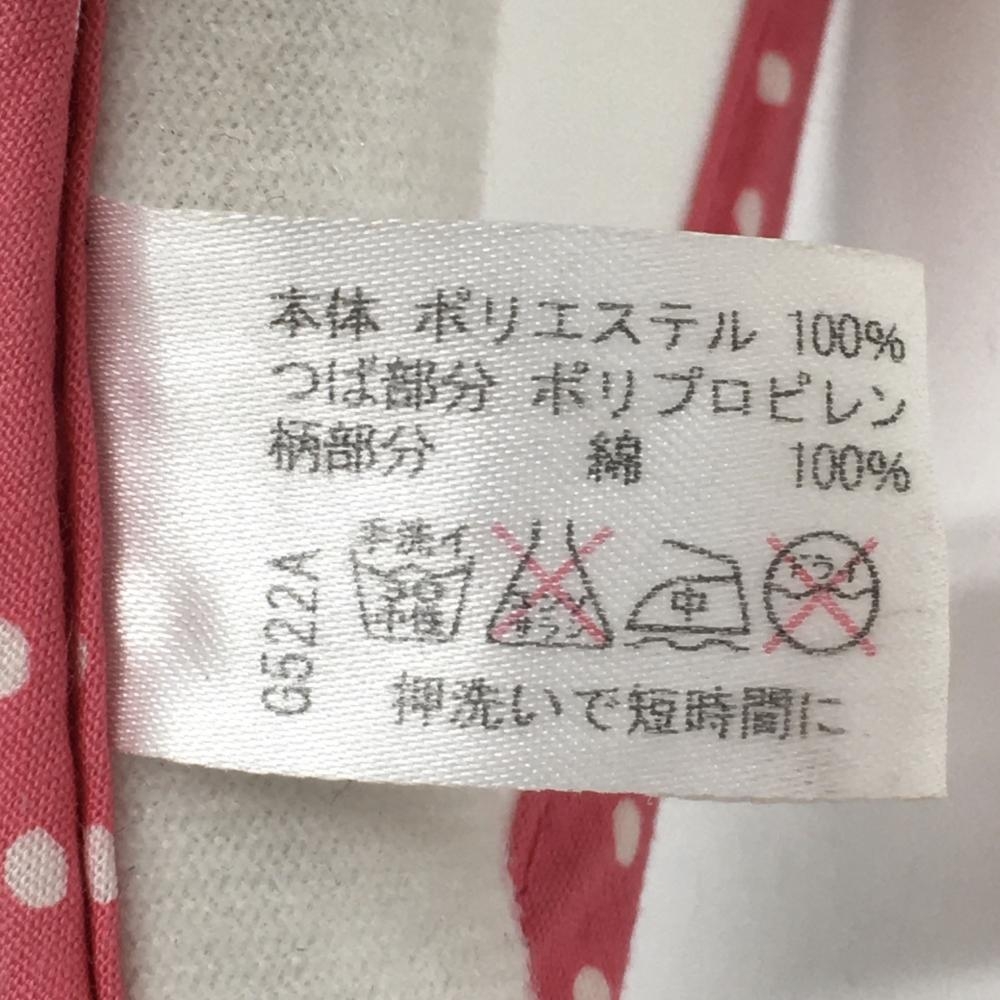 本体 ポリエステル 100%
つば部分 ポリプロピレン
柄部分 綿 100%
手洗イ
中
G522A
押洗いで短時間に